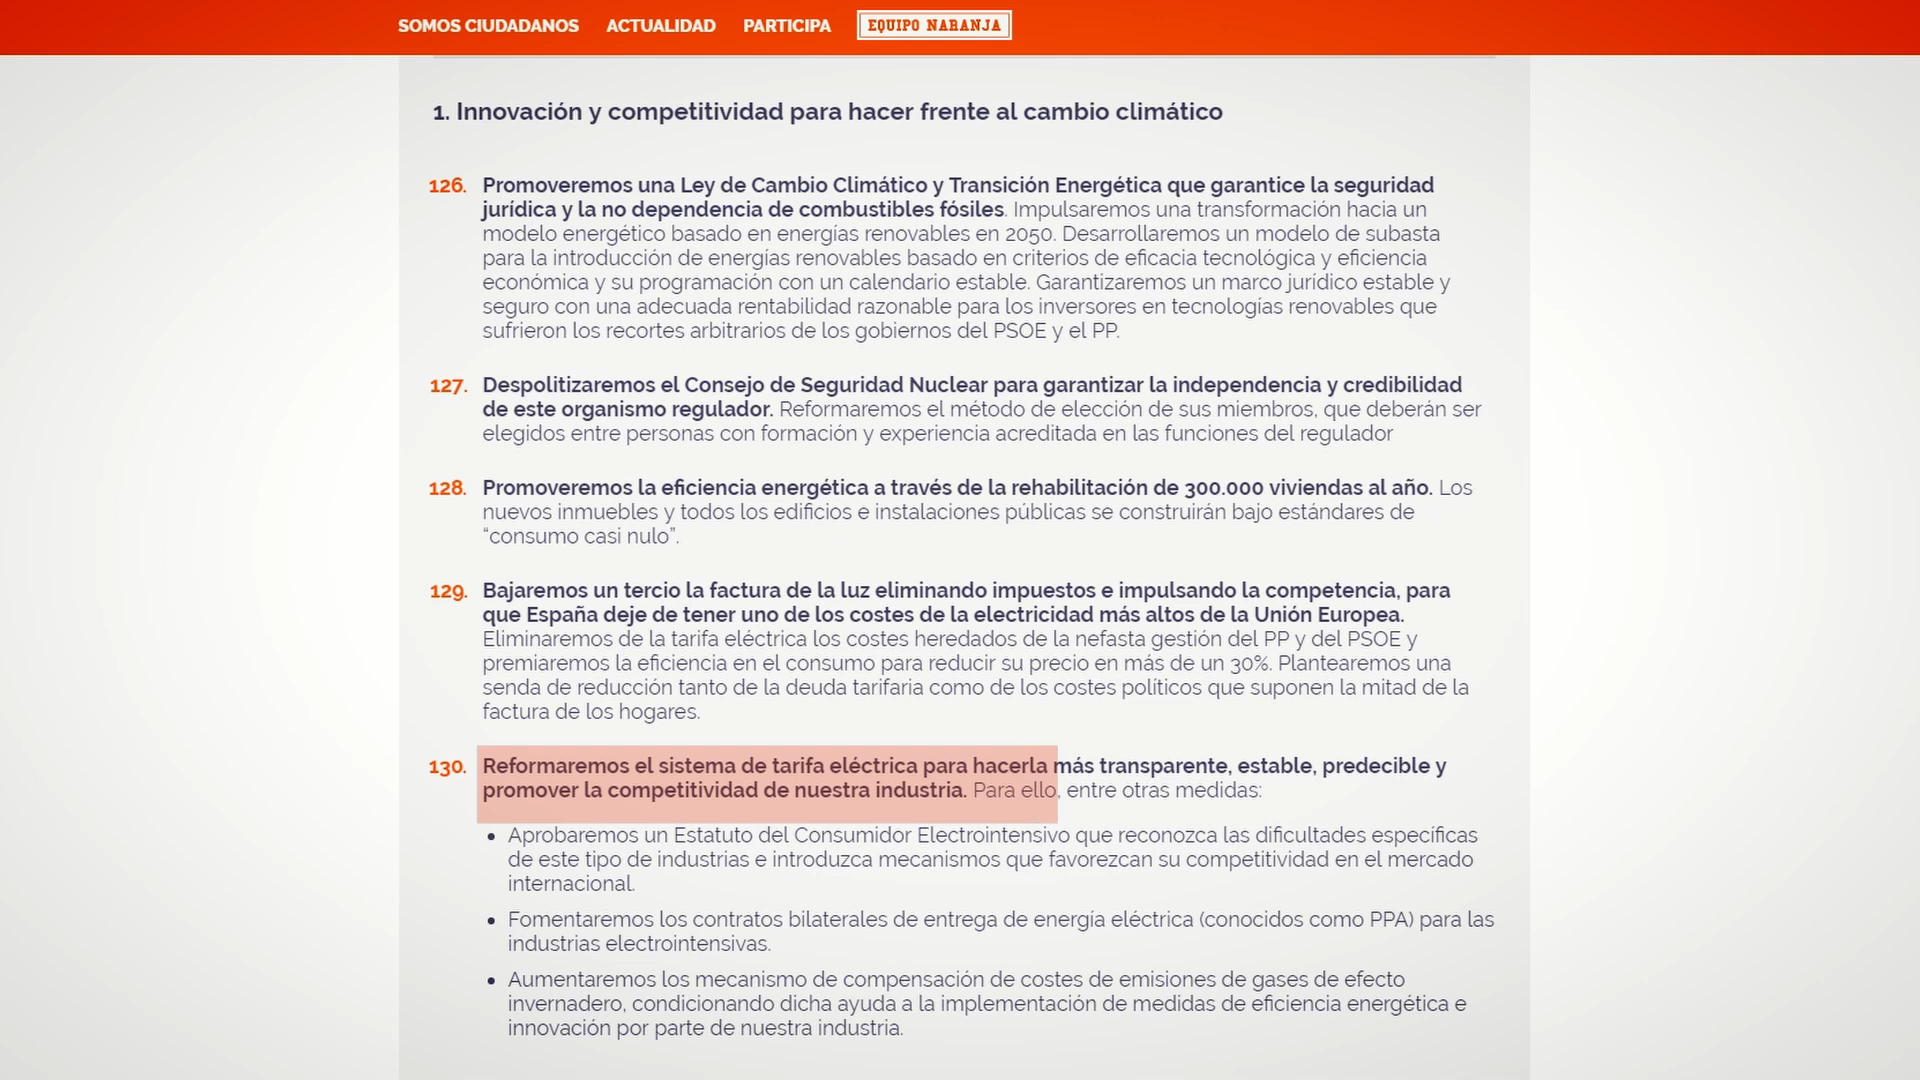 SOMOS CIUDADANOS ACTUALIDAD PARTICIPA EQUIPO NARANJA
1. Innovación y competitividad para hacer frente al cambio climático
126. Promoveremos una Ley de Cambio Climático y Transición Energética que garantice la seguridad
jurídica y la no dependencia de combustibles fósiles. Impulsaremos una transformación hacia un
modelo energético basado en energías renovables en 2050. Desarrollaremos un modelo de subasta
para la introducción de energías renovables basado en criterios de eficacia tecnológica y eficiencia
económica y su programación con un calendario estable. Garantizaremos un marco jurídico estable y
seguro con una adecuada rentabilidad razonable para los inversores en tecnologías renovables que
sufrieron los recortes arbitrarios de los gobiernos del PSOE y el PP.
127. Despolitizaremos el Consejo de Seguridad Nuclear para garantizar la independencia y credibilidad
de este organismo regulador. Reformaremos el método de elección de sus miembros, que deberán ser
elegidos entre personas con formación y experiencia acreditada en las funciones del regulador
128. Promoveremos la eficiencia energética a través de la rehabilitación de 300.000 viviendas al año. Los
nuevos inmuebles y todos los edificios e instalaciones públicas se construirán bajo estándares de
“consumo casi nulo”.
129. Bajaremos un tercio la factura de la luz eliminando impuestos e impulsando la competencia, para
que España deje de tener uno de los costes de la electricidad más altos de la Unión Europea.
Eliminaremos de la tarifa eléctrica los costes heredados de la nefasta gestión del PP y del PSOE y
premiaremos la eficiencia en el consumo para reducir su precio en más de un 30%. Plantearemos una
senda de reducción tanto de la deuda tarifaria como de los costes políticos que suponen la mitad de la
factura de los hogares.
130. Reformaremos el sistema de tarifa eléctrica para hacerla más transparente, estable, predecible y
promover la competitividad de nuestra industria. Para ello, entre otras medidas:
• Aprobaremos un Estatuto del Consumidor Electrointensivo que reconozca las dificultades específicas
de este tipo de industrias e introduzca mecanismos que favorezcan su competitividad en el mercado
internacional.
• Fomentaremos los contratos bilaterales de entrega de energía eléctrica (conocidos como PPA) para las
industrias electrointensivas.
• Aumentaremos los mecanismo de compensación de costes de emisiones de gases de efecto
invernadero, condicionando dicha ayuda a la implementación de medidas de eficiencia energética e
innovación por parte de nuestra industria.